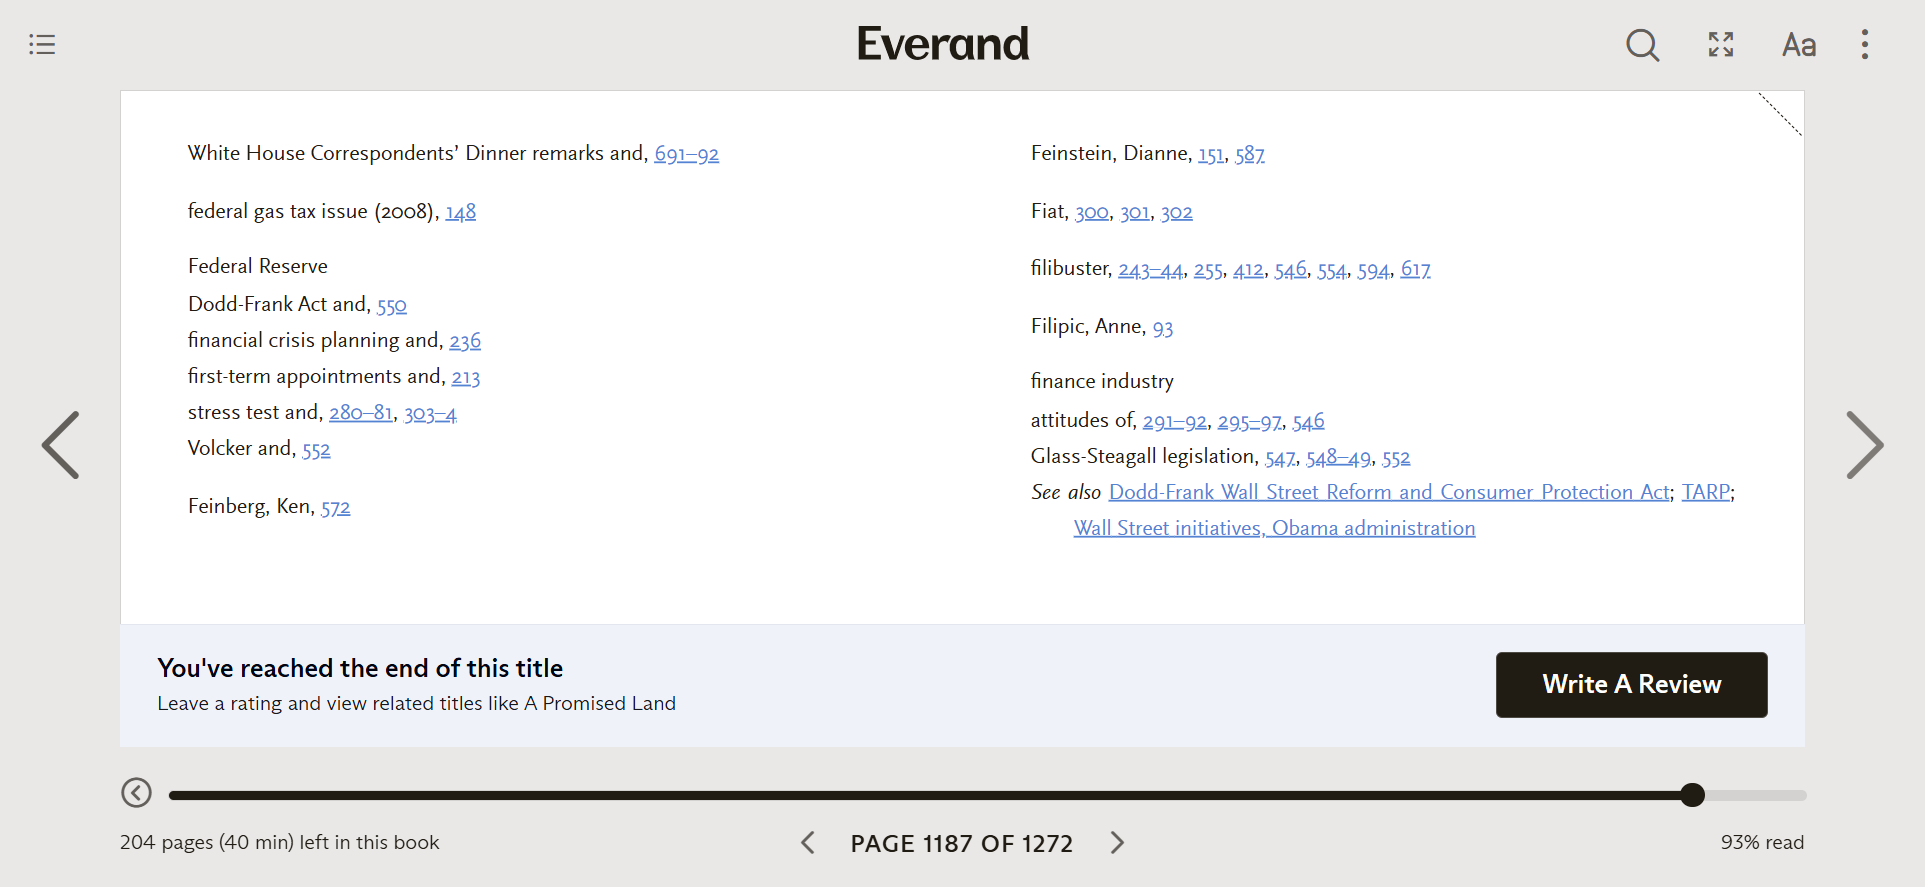 Everand
Aa
White House Correspondents’ Dinner remarks and, 691–92
federal gas tax issue (2008), 148
Federal Reserve
Dodd-Frank Act and, 550
financial crisis planning and, 236
first-term appointments and, 213
stress test and, 280–81, 303–4
Volcker and, 552
Feinberg, Ken, 572
Feinstein, Dianne, 151, 587
Fiat, 300, 301, 302
filibuster, 243–44, 255, 412, 546, 554, 594, 617
Filipic, Anne, 93
finance industry
attitudes of, 291–92, 295–97, 546
Glass-Steagall legislation, 547, 548–49, 552
See also Dodd-Frank Wall Street Reform and Consumer Protection Act; TARP;
Wall Street initiatives, Obama administration
You've reached the end of this title
Leave a rating and view related titles like A Promised Land
Write A Review
204 pages (40 min) left in this book
PAGE 1187 OF 1272
93% read